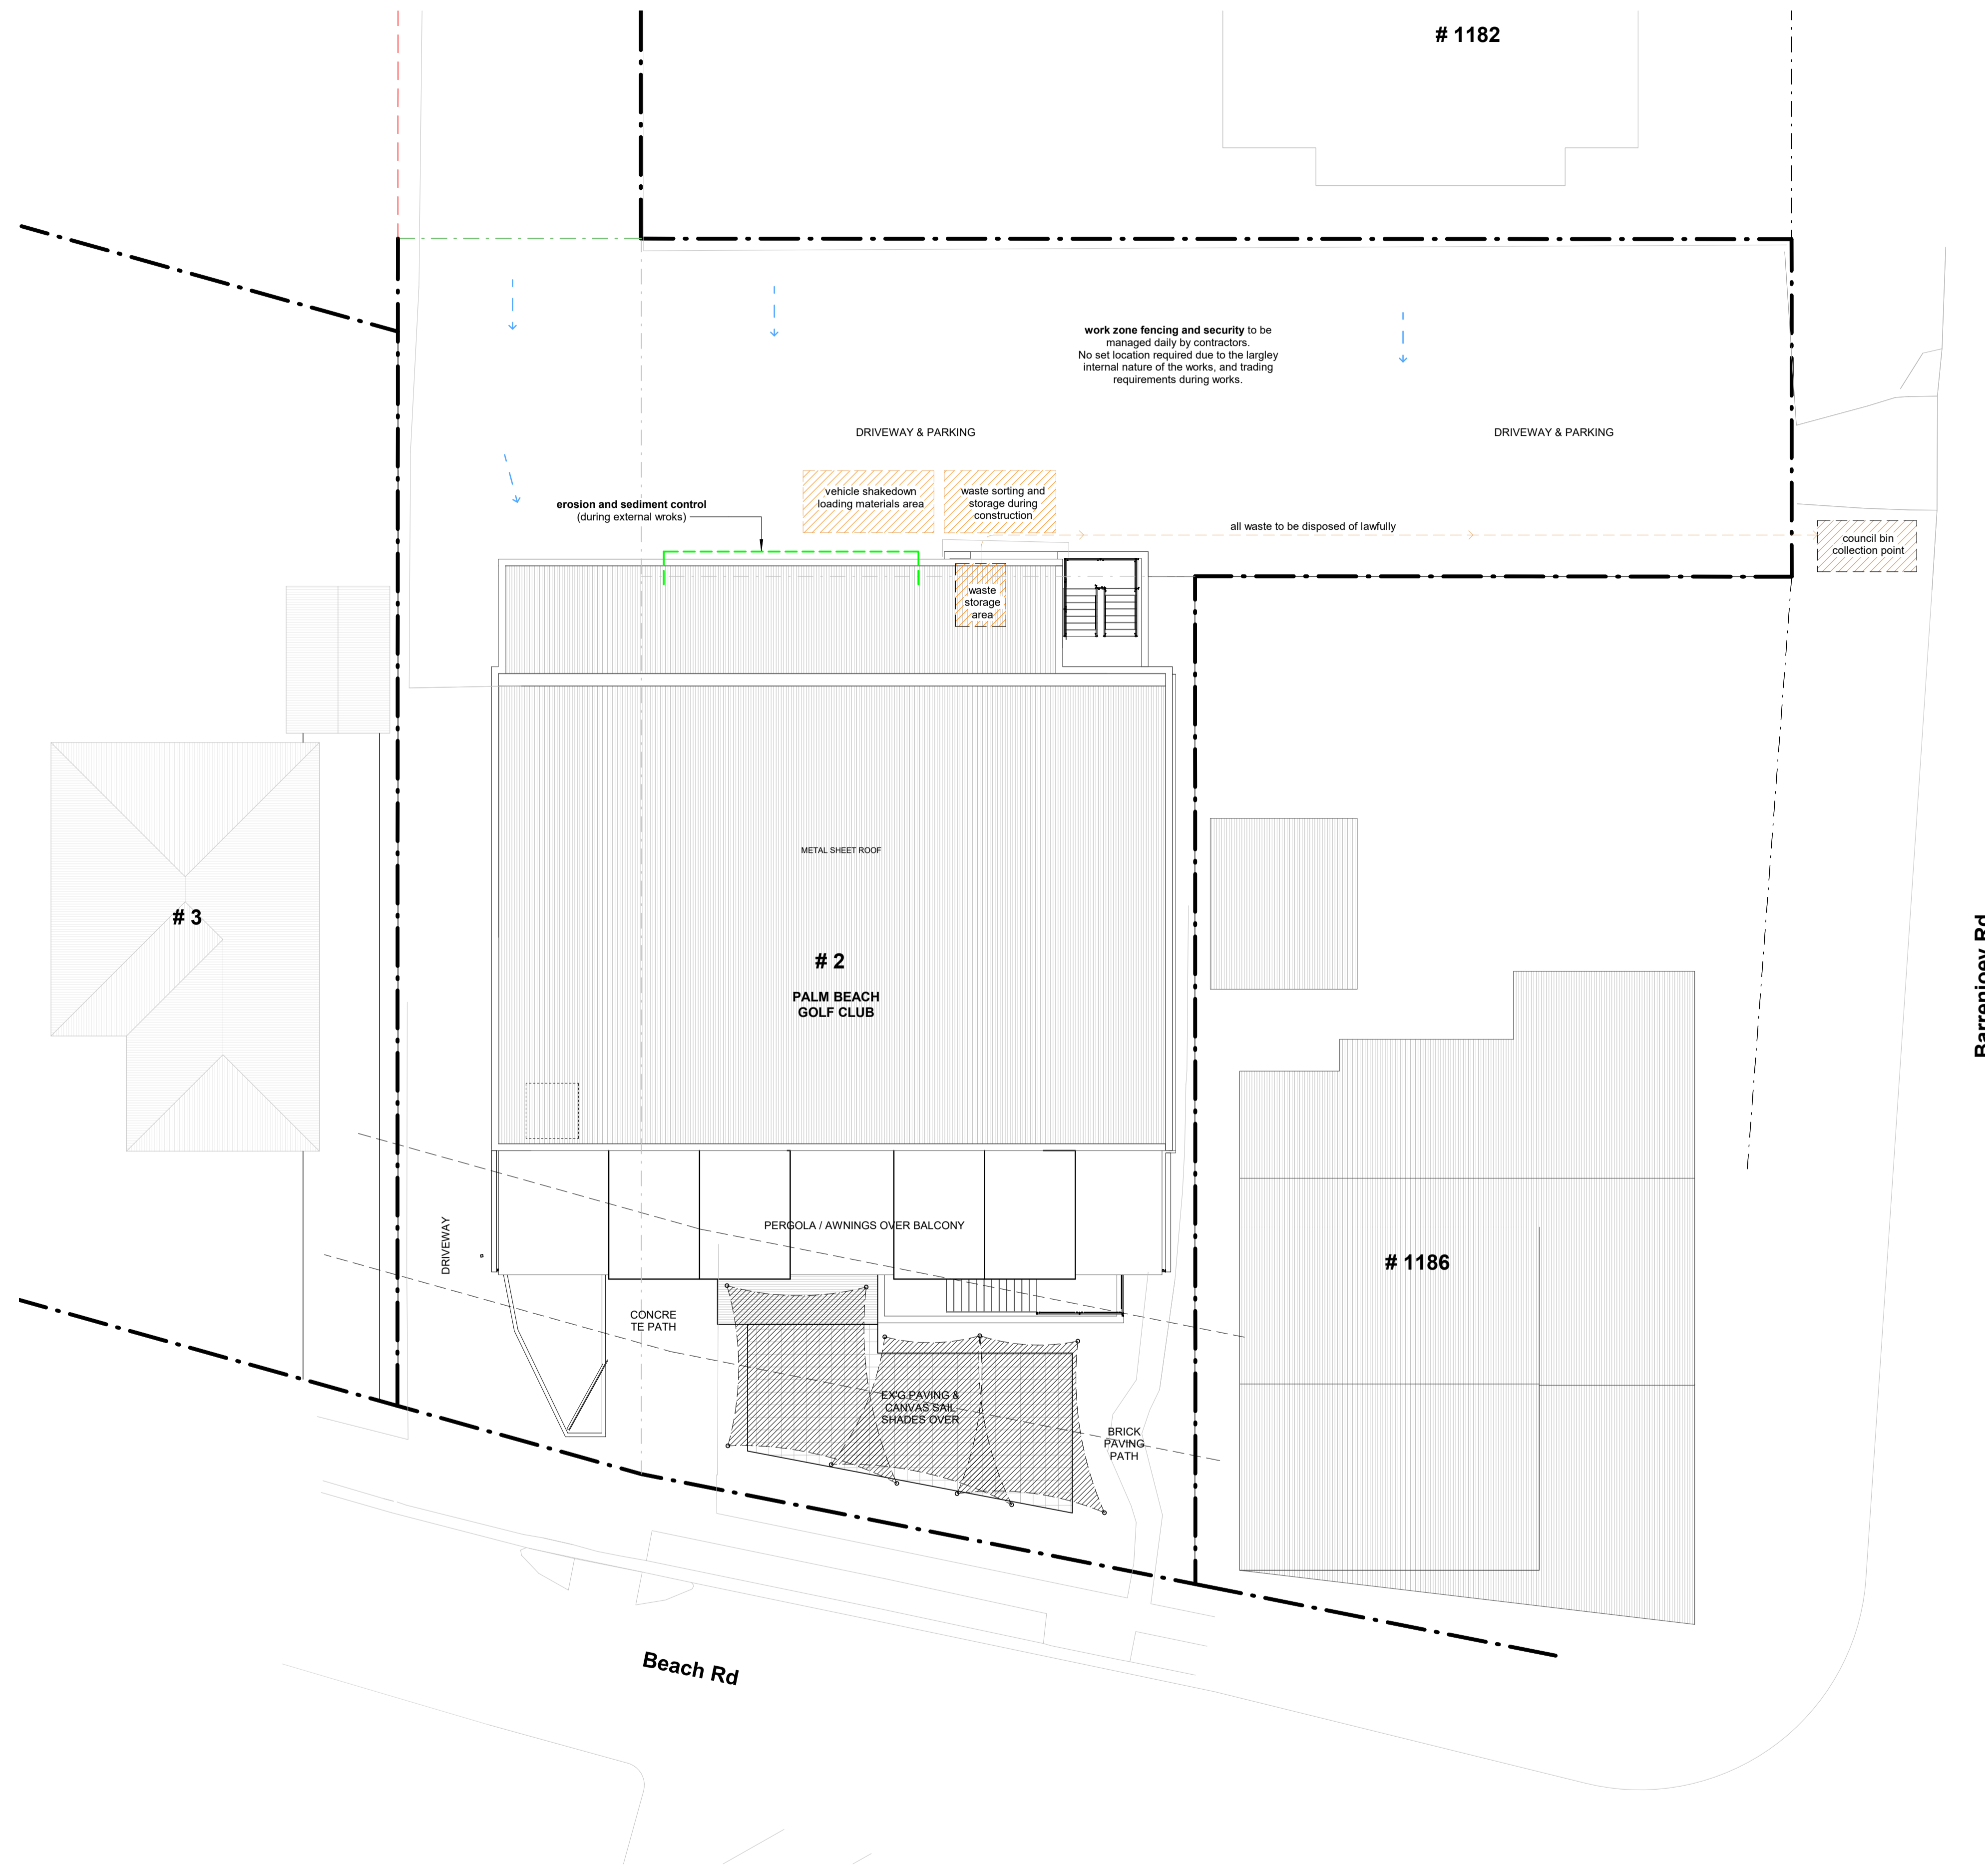 # 1182
work zone fencing and security to be
managed daily by contractors.
No set location required due to the largley
internal nature of the works, and trading
requirements during works.
DRIVEWAY & PARKING
DRIVEWAY & PARKING
erosion and sediment control
(during external wroks)
vehicle shakedown
loading materials area
waste sorting and
storage during
construction
all waste to be disposed of lawfully
council bin
collection point
waste
storage
area
METAL SHEET ROOF
# 3
# 2
PALM BEACH
GOLF CLUB
Barrenjoey Rd
DRIVEWAY
PERGOLA / AWNINGS OVER BALCONY
# 1186
CONCRE
TE PATH
EX'G PAVING &
CANVAS SAIL
SHADES OVER
BRICK
PAVING
PATH
Beach Rd